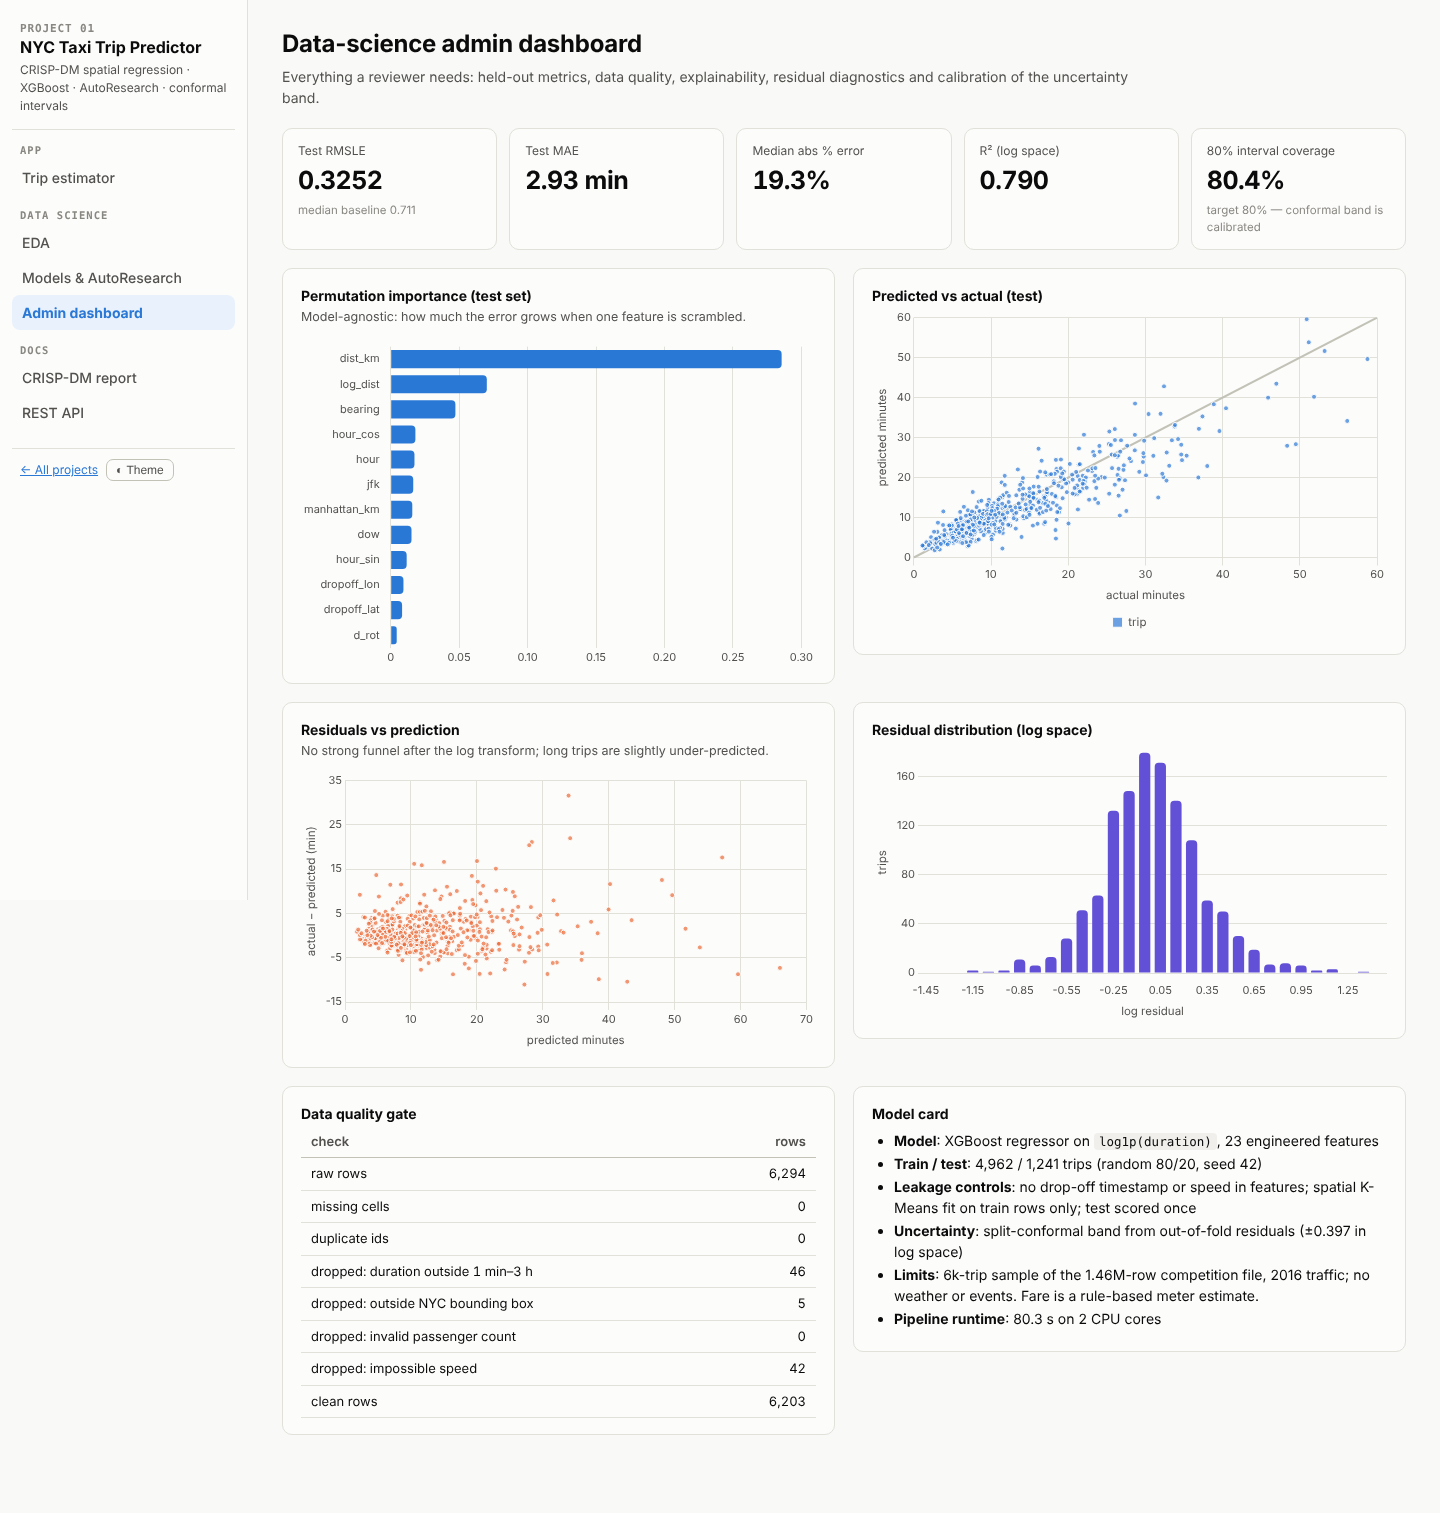 PROJECT 01
NYC Taxi Trip Predictor
CRISP-DM spatial regression ·
XGBoost · AutoResearch · conformal
intervals
APP
Trip estimator
DATA SCIENCE
EDA
Models & AutoResearch
Admin dashboard
DOCS
CRISP-DM report
REST API
← All projects
Theme
Data-science admin dashboard
Everything a reviewer needs: held-out metrics, data quality, explainability, residual diagnostics and calibration of the uncertainty
band.
Test RMSLE
0.3252
median baseline 0.711
Test MAE
2.93 min
Median abs % error
19.3%
R² (log space)
0.790
80% interval coverage
80.4%
target 80% — conformal band is
calibrated
Permutation importance (test set)
Model-agnostic: how much the error grows when one feature is scrambled.
dist_km
log_dist
bearing
hour_cos
hour
jfk
manhattan_km
dow
hour_sin
dropoff_lon
dropoff_lat
d_rot
0 0.05 0.10 0.15 0.20 0.25 0.30
Predicted vs actual (test)
predicted minutes
60
50
40
30
20
10
0
0 10 20 30 40 50 60
actual minutes
trip
Residuals vs prediction
No strong funnel after the log transform; long trips are slightly under-predicted.
actual − predicted (min)
35
25
15
5
-5
-15
0 10 20 30 40 50 60 70
predicted minutes
Residual distribution (log space)
trips
160
120
80
40
0
-1.45 -1.15 -0.85 -0.55 -0.25 0.05 0.35 0.65 0.95 1.25
log residual
Data quality gate
check rows
raw rows 6,294
missing cells 0
duplicate ids 0
dropped: duration outside 1 min–3 h 46
dropped: outside NYC bounding box 5
dropped: invalid passenger count 0
dropped: impossible speed 42
clean rows 6,203
Model card
• Model: XGBoost regressor on log1p(duration), 23 engineered features
• Train / test: 4,962 / 1,241 trips (random 80/20, seed 42)
• Leakage controls: no drop-off timestamp or speed in features; spatial K-
Means fit on train rows only; test scored once
• Uncertainty: split-conformal band from out-of-fold residuals (±0.397 in
log space)
• Limits: 6k-trip sample of the 1.46M-row competition file, 2016 traffic; no
weather or events. Fare is a rule-based meter estimate.
• Pipeline runtime: 80.3 s on 2 CPU cores